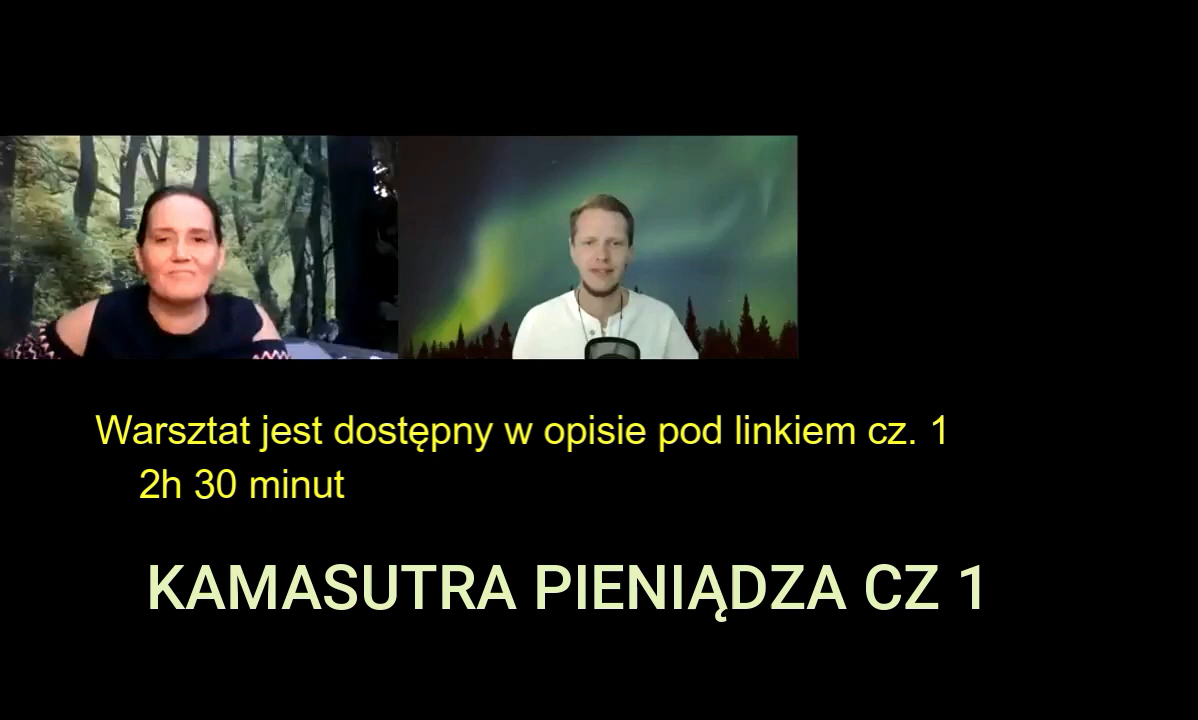 Warsztat jest dostępny w opisie pod linkiem cz. 1
2h 30 minut
KAMASUTRA PIENIĄDZA CZ 1